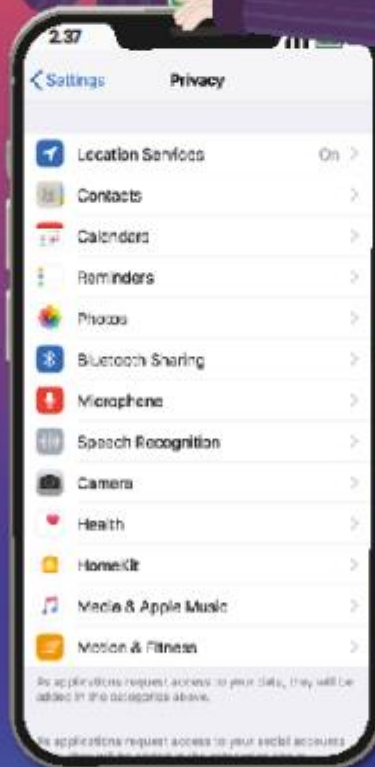 2:37
Settings Privacy
Location Services On
Contacts
Calendars
Reminders
Photos
Bluetooth Sharing
Microphone
Speech Recognition
Camera
Health
HomeKit
Media & Apple Music
Motion & Fitness
As applications request access to your data, they will be
added in the categories above.
As applications request access to your social accounts